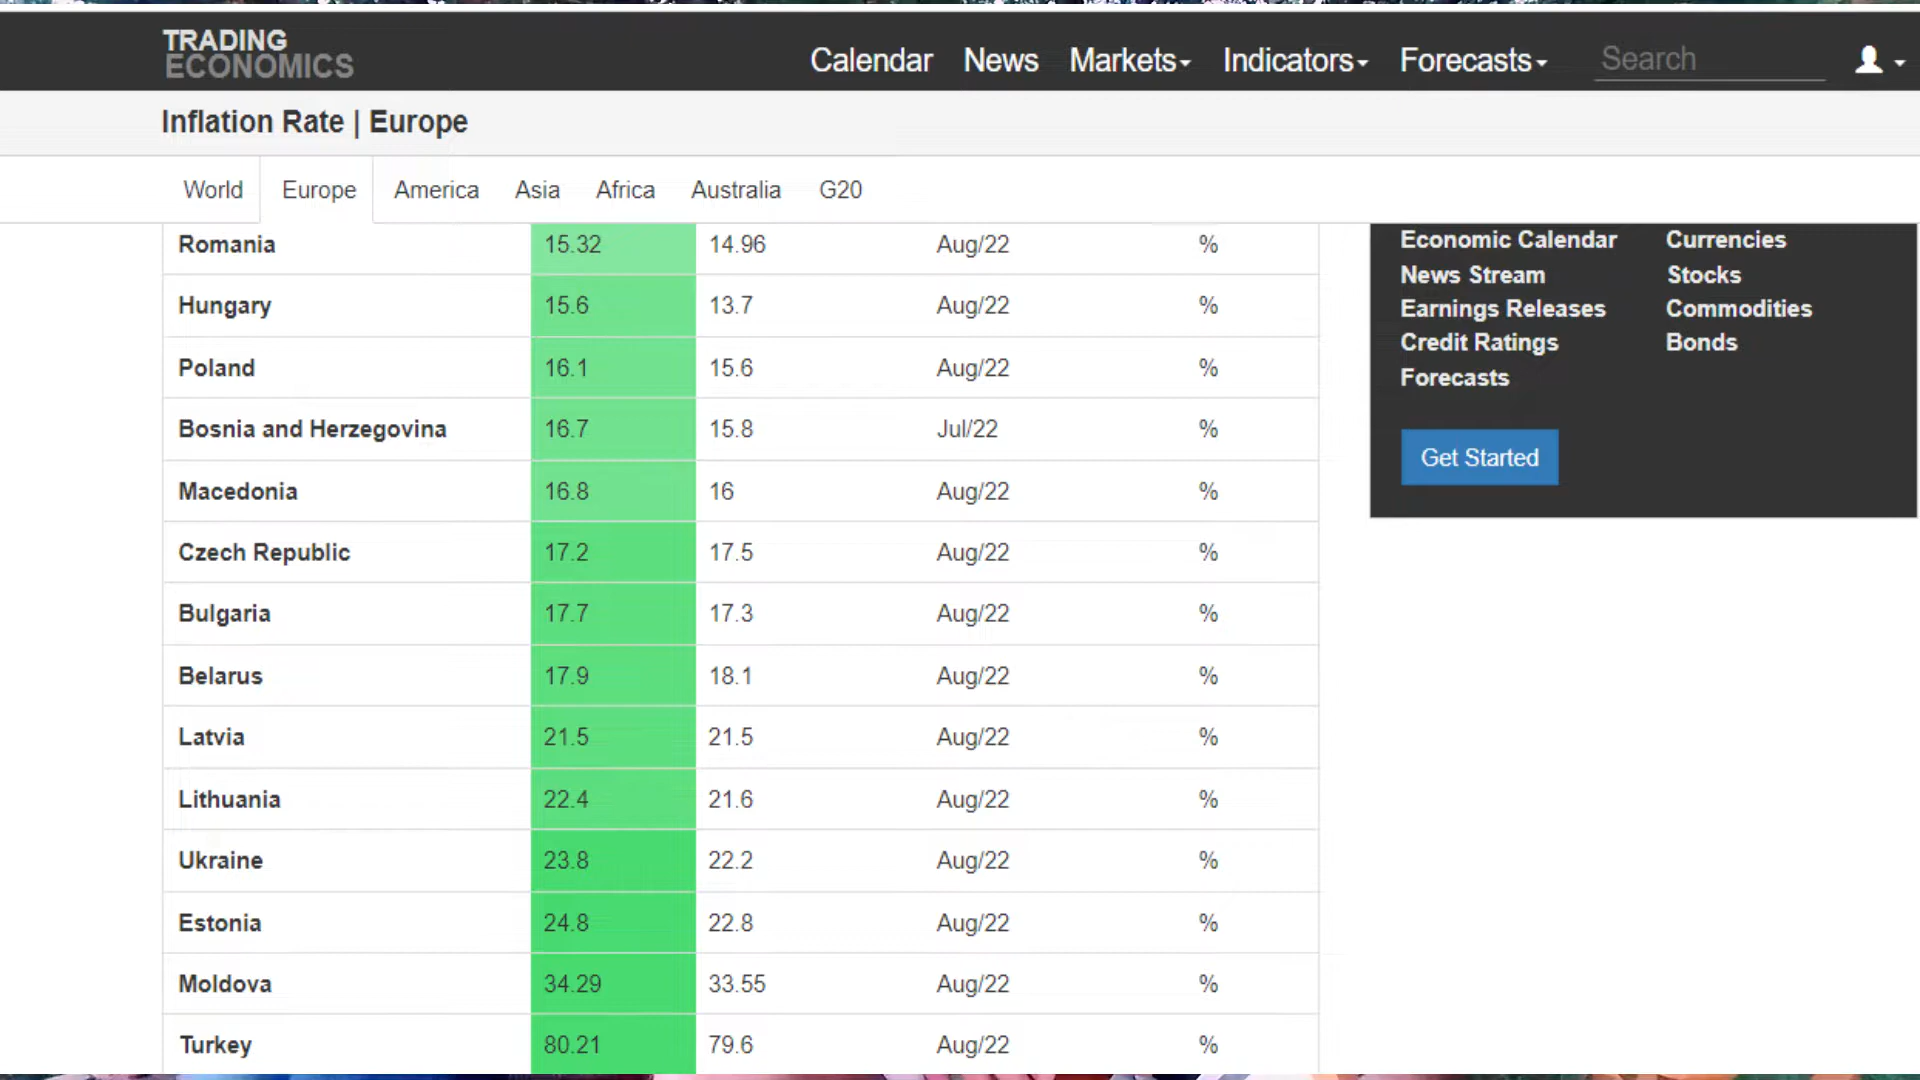 TRADING
ECONOMICS
Calendar News Markets Indicators Forecasts Search
Inflation Rate | Europe
World Europe America Asia Africa Australia G20
Romania 15.32 14.96 Aug/22 %
Hungary 15.6 13.7 Aug/22 %
Poland 16.1 15.6 Aug/22 %
Bosnia and Herzegovina 16.7 15.8 Jul/22 %
Macedonia 16.8 16 Aug/22 %
Czech Republic 17.2 17.5 Aug/22 %
Bulgaria 17.7 17.3 Aug/22 %
Belarus 17.9 18.1 Aug/22 %
Latvia 21.5 21.5 Aug/22 %
Lithuania 22.4 21.6 Aug/22 %
Ukraine 23.8 22.2 Aug/22 %
Estonia 24.8 22.8 Aug/22 %
Moldova 34.29 33.55 Aug/22 %
Turkey 80.21 79.6 Aug/22 %
Economic Calendar Currencies
News Stream Stocks
Earnings Releases Commodities
Credit Ratings Bonds
Forecasts
Get Started